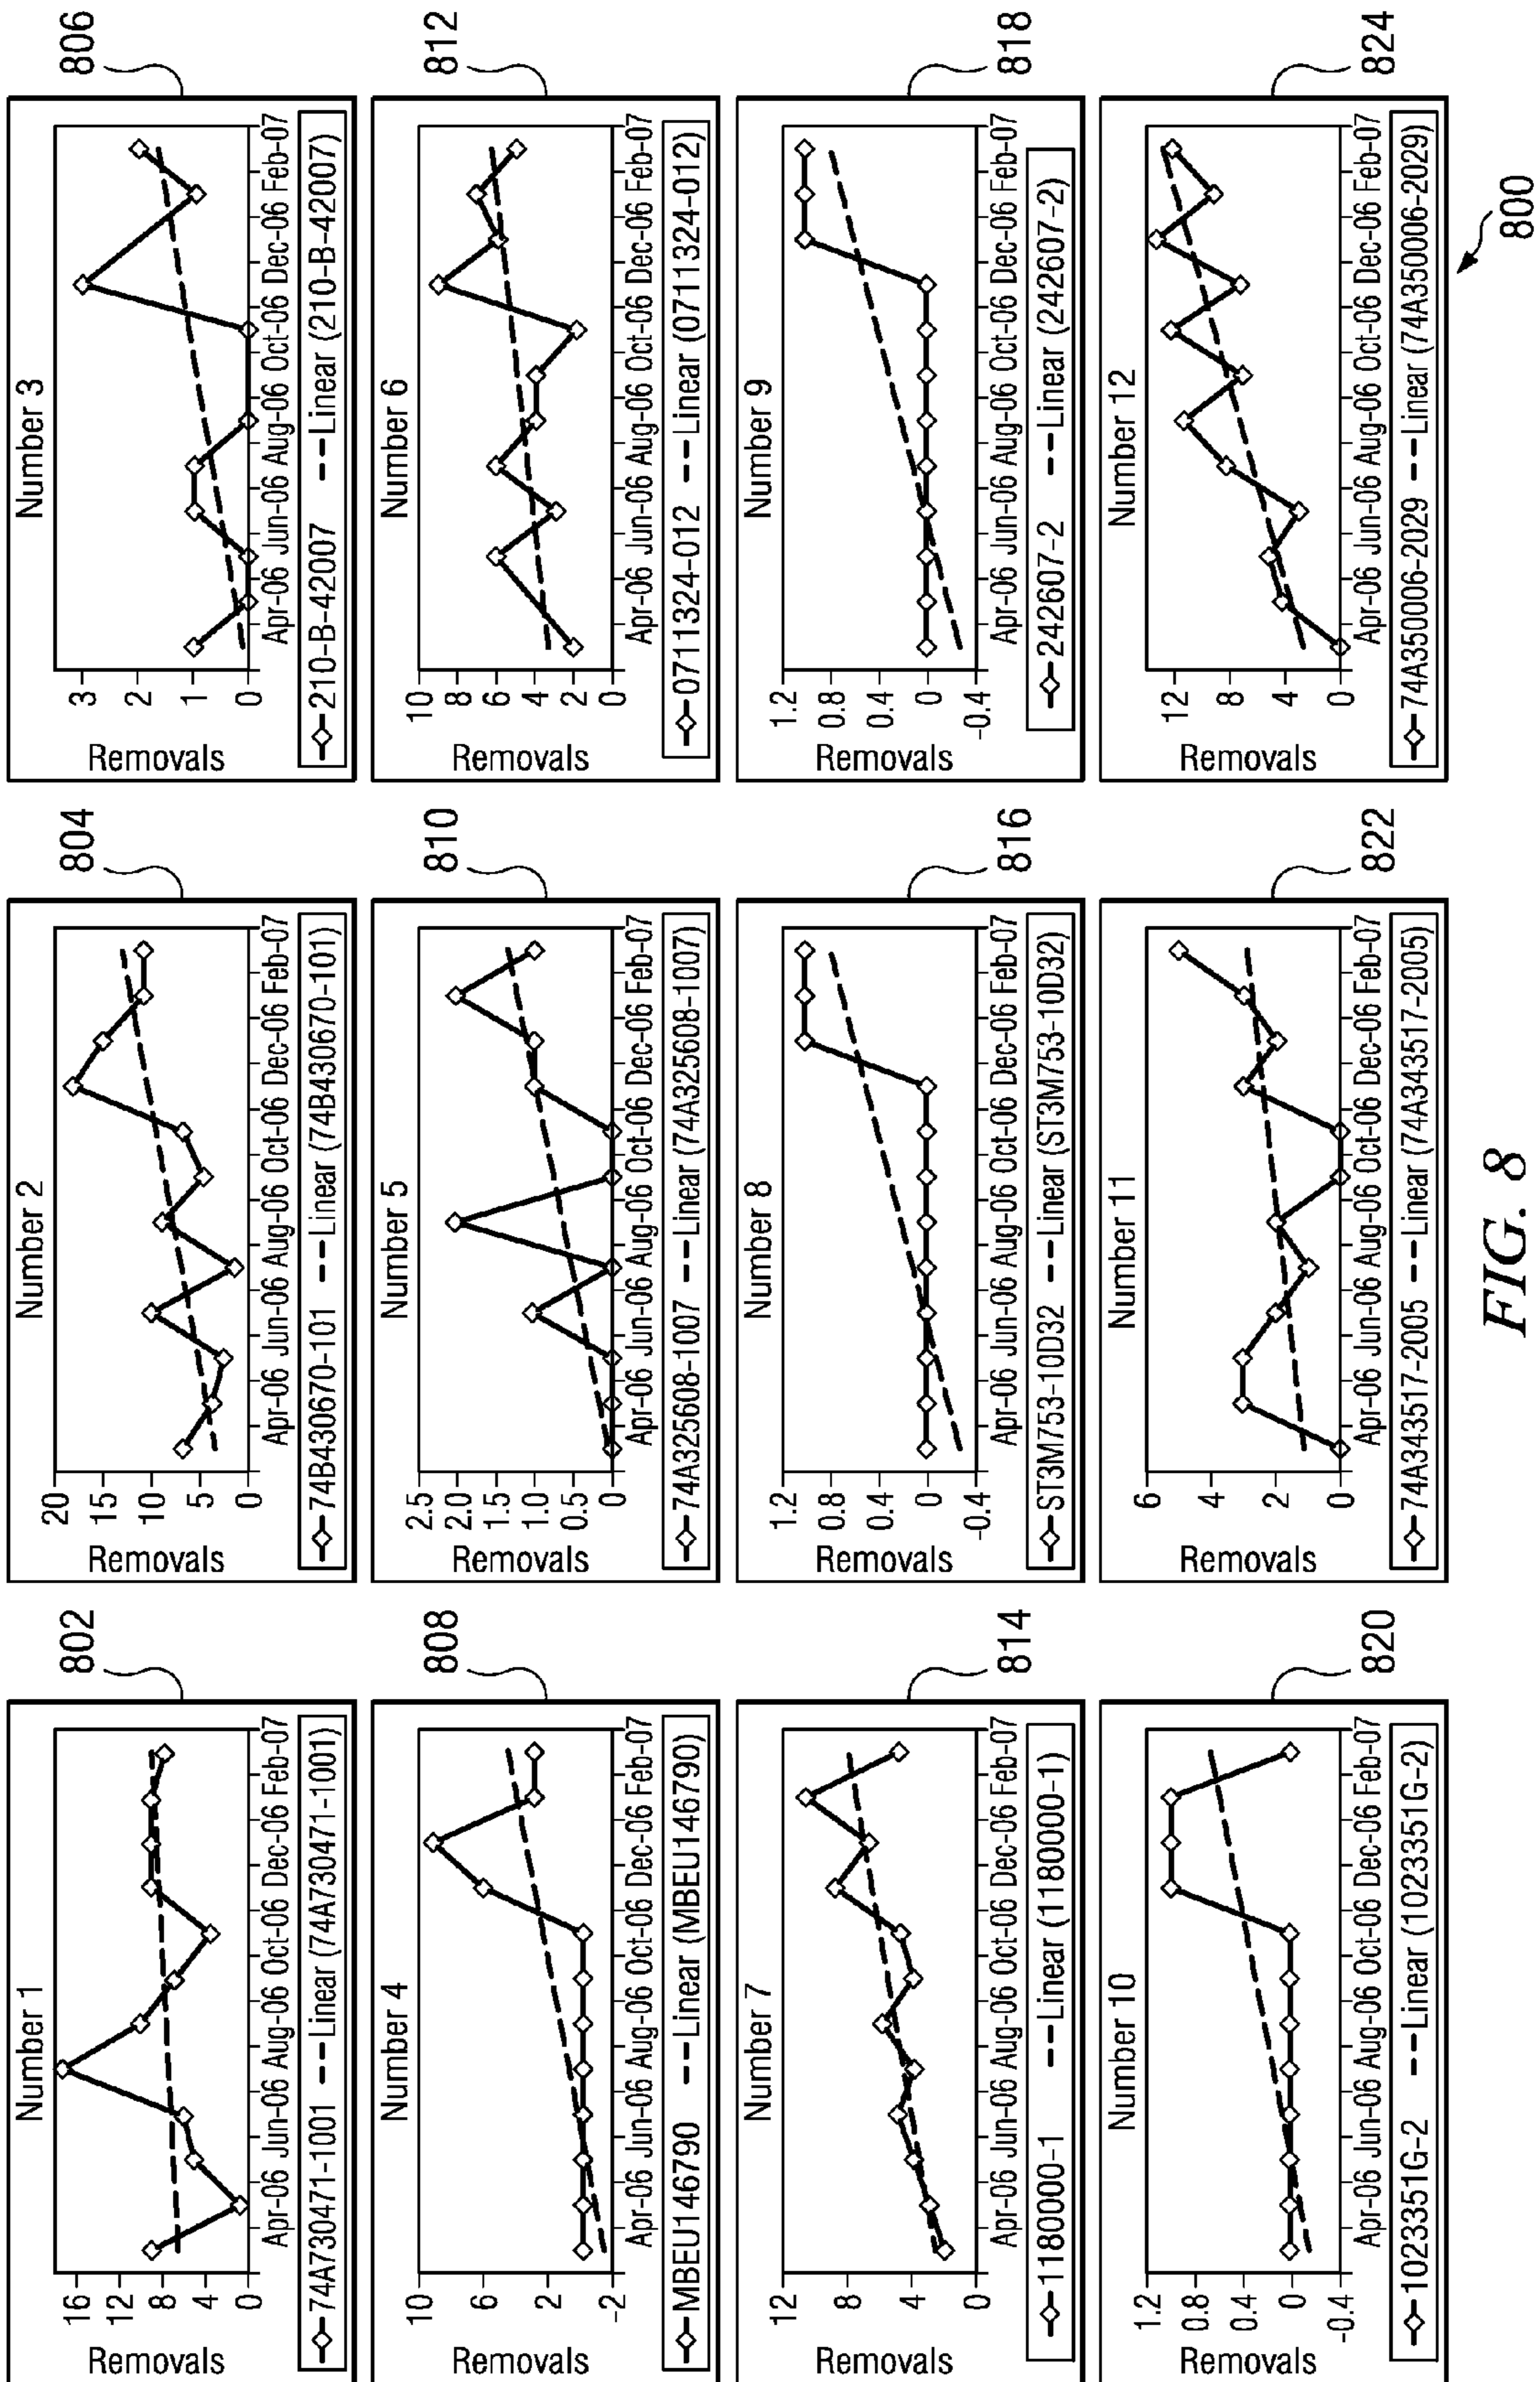 Number 1
Removals
16
12
8
4
0
Apr-06 Jun-06 Aug-06 Oct-06 Dec-06 Feb-07
74A730471-1001 Linear (74A730471-1001)
802
Number 2
Removals
20
15
10
5
0
Apr-06 Jun-06 Aug-06 Oct-06 Dec-06 Feb-07
74B430670-101 Linear (74B430670-101)
804
Number 3
Removals
3
2
1
0
Apr-06 Jun-06 Aug-06 Oct-06 Dec-06 Feb-07
210-B-42007 Linear (210-B-42007)
806
Number 4
Removals
10
6
2
-2
Apr-06 Jun-06 Aug-06 Oct-06 Dec-06 Feb-07
MBEU146790 Linear (MBEU146790)
808
Number 5
Removals
2.5
2.0
1.5
1.0
0.5
0
Apr-06 Jun-06 Aug-06 Oct-06 Dec-06 Feb-07
74A325608-1007 Linear (74A325608-1007)
810
Number 6
Removals
10
8
6
4
2
0
Apr-06 Jun-06 Aug-06 Oct-06 Dec-06 Feb-07
0711324-012 Linear (0711324-012)
812
Number 7
Removals
12
8
4
0
Apr-06 Jun-06 Aug-06 Oct-06 Dec-06 Feb-07
1180000-1 Linear (1180000-1)
814
Number 8
Removals
1.2
0.8
0.4
0
-0.4
Apr-06 Jun-06 Aug-06 Oct-06 Dec-06 Feb-07
ST3M753-10D32 Linear (ST3M753-10D32)
816
Number 9
Removals
1.2
0.8
0.4
0
-0.4
Apr-06 Jun-06 Aug-06 Oct-06 Dec-06 Feb-07
242607-2 Linear (242607-2)
818
Number 10
Removals
1.2
0.8
0.4
0
-0.4
Apr-06 Jun-06 Aug-06 Oct-06 Dec-06 Feb-07
1023351G-2 Linear (1023351G-2)
820
Number 11
Removals
6
4
2
0
Apr-06 Jun-06 Aug-06 Oct-06 Dec-06 Feb-07
74A343517-2005 Linear (74A343517-2005)
822
Number 12
Removals
12
8
4
0
Apr-06 Jun-06 Aug-06 Oct-06 Dec-06 Feb-07
74A350006-2029 Linear (74A350006-2029)
824
800
FIG. 8